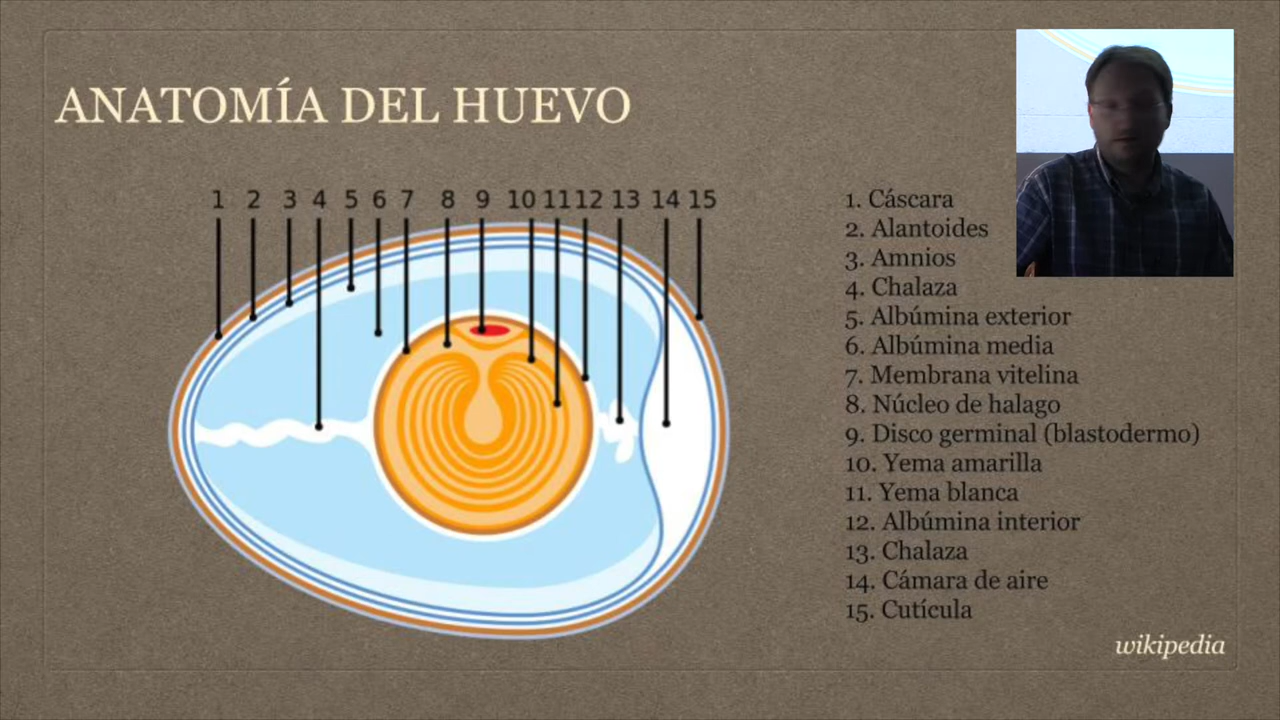 ANATOMÍA DEL HUEVO
1 2 3 4 5 6 7 8 9 10 11 12 13 14 15
1. Cáscara
2. Alantoides
3. Amnios
4. Chalaza
5. Albúmina exterior
6. Albúmina media
7. Membrana vitelina
8. Núcleo de halago
9. Disco germinal (blastodermo)
10. Yema amarilla
11. Yema blanca
12. Albúmina interior
13. Chalaza
14. Cámara de aire
15. Cutícula
wikipedia